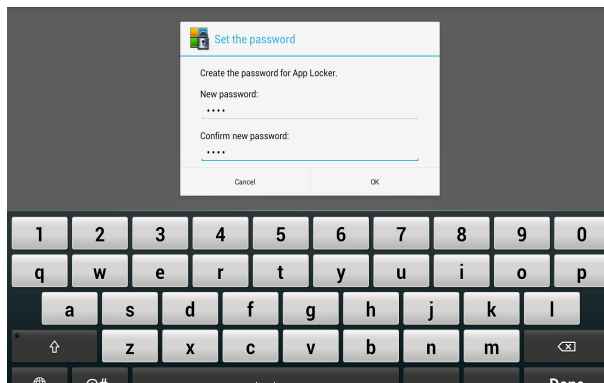 Set the password
Create the password for App Locker.
New password:
••••
Confirm new password:
••••
Cancel OK
1 2 3 4 5 6 7 8 9 0
q w e r t y u i o p
a s d f g h j k l
z x c v b n m
@# Done